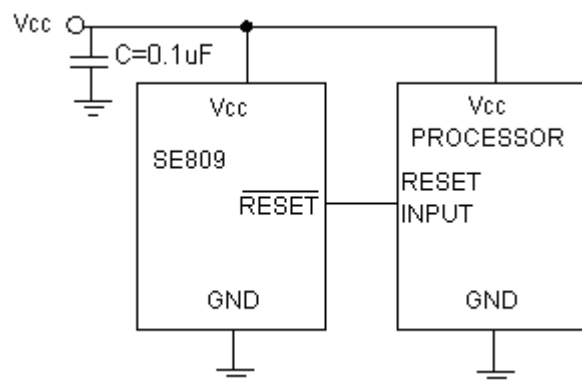 Vcc
C=0.1uF
Vcc
SE809
RESET
GND
Vcc
PROCESSOR
RESET
INPUT
GND